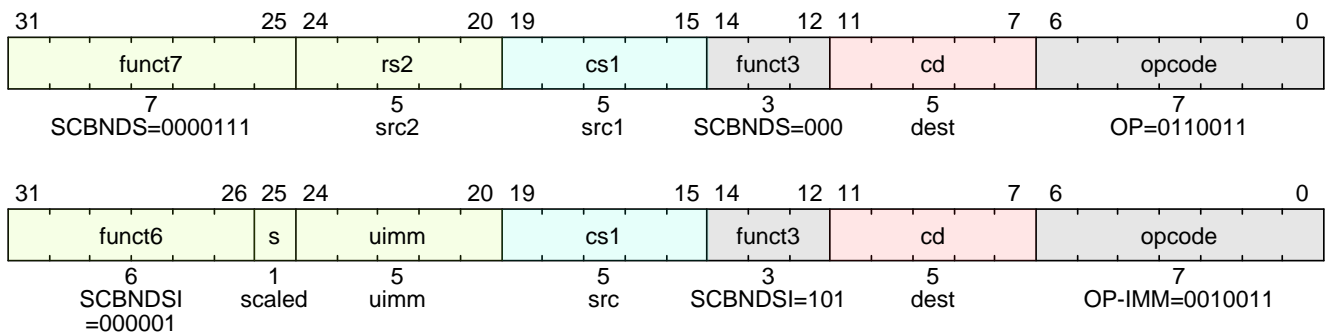 31 25 24 20 19 15 14 12 11 7 6 0
funct7 rs2 cs1 funct3 cd opcode
7 5 5 3 5 7
SCBNDS=0000111 src2 src1 SCBNDS=000 dest OP=0110011
31 26 25 24 20 19 15 14 12 11 7 6 0
funct6 s uimm cs1 funct3 cd opcode
6 1 5 5 3 5 7
SCBNDSI scaled uimm src SCBNDSI=101 dest OP-IMM=0010011
=000001